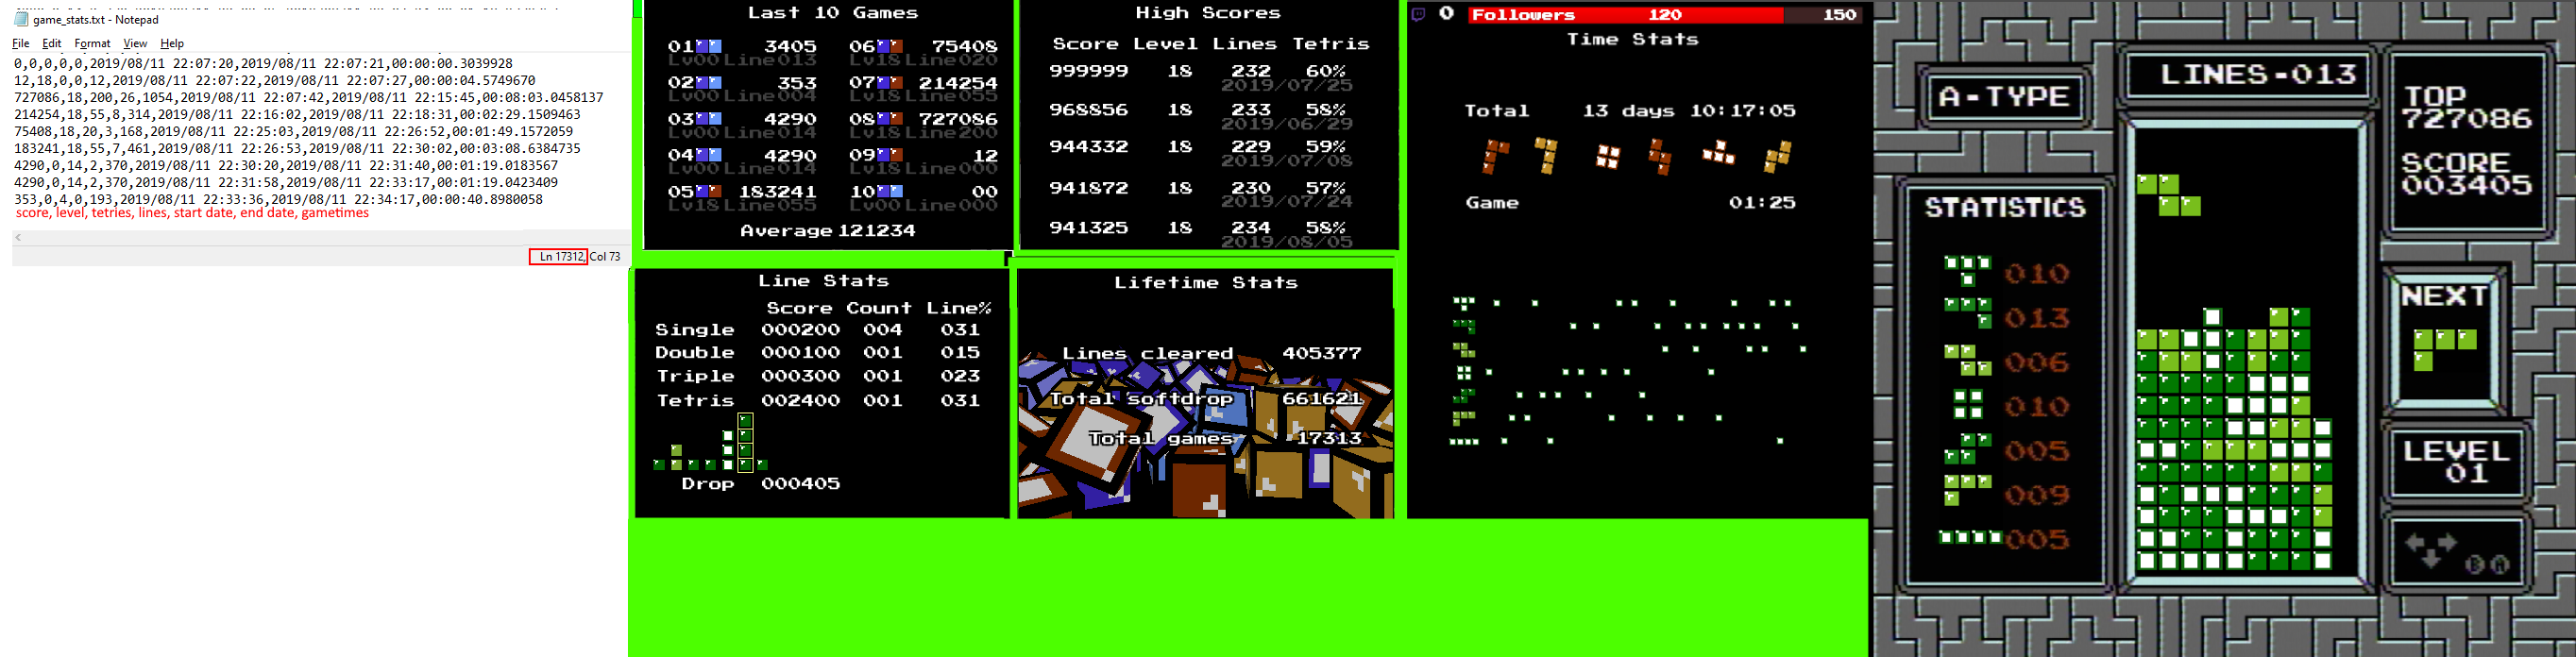 game_stats.txt - Notepad
File Edit Format View Help
0,0,0,0,0,2019/08/11 22:07:20,2019/08/11 22:07:21,00:00:00.3039928
12,18,0,0,12,2019/08/11 22:07:22,2019/08/11 22:07:27,00:00:04.5749670
727086,18,200,26,1054,2019/08/11 22:07:42,2019/08/11 22:15:45,00:08:03.0458137
214254,18,55,8,314,2019/08/11 22:16:02,2019/08/11 22:18:31,00:02:29.1509463
75408,18,20,3,168,2019/08/11 22:25:03,2019/08/11 22:26:52,00:01:49.1572059
183241,18,55,7,461,2019/08/11 22:26:53,2019/08/11 22:30:02,00:03:08.6384735
4290,0,14,2,370,2019/08/11 22:30:20,2019/08/11 22:31:40,00:01:19.0183567
4290,0,14,2,370,2019/08/11 22:31:58,2019/08/11 22:33:17,00:01:19.0423409
353,0,4,0,193,2019/08/11 22:33:36,2019/08/11 22:34:17,00:00:40.8980058
score, level, tetries, lines, start date, end date, gametimes
Ln 17312, Col 73
Last 10 Games
01 3405 06 75408
Lv00 Line013 Lv18 Line020
02 353 07 214254
Lv00 Line004 Lv18 Line055
03 4290 08 727086
Lv00 Line014 Lv18 Line200
04 4290 09 12
Lv00 Line014 Lv18 Line000
05 183241 10 00
Lv18 Line055 Lv00 Line000
Average 121234
High Scores
Score Level Lines Tetris
999999 18 232 60%
2019/07/25
968856 18 233 58%
2019/06/29
944332 18 229 59%
2019/07/08
941872 18 230 57%
2019/07/24
941325 18 234 58%
2019/08/05
Line Stats
Score Count Line%
Single 000200 004 031
Double 000100 001 015
Triple 000300 001 023
Tetris 002400 001 031
Drop 000405
Lifetime Stats
Lines cleared 405377
Total softdrop 661621
Total games 17313
0 Followers 120 150
Time Stats
Total 13 days 10:17:05
Game 01:25
A-TYPE
LINES-013
TOP
727086
SCORE
003405
STATISTICS
010
013
006
010
005
009
005
NEXT
LEVEL
01
00